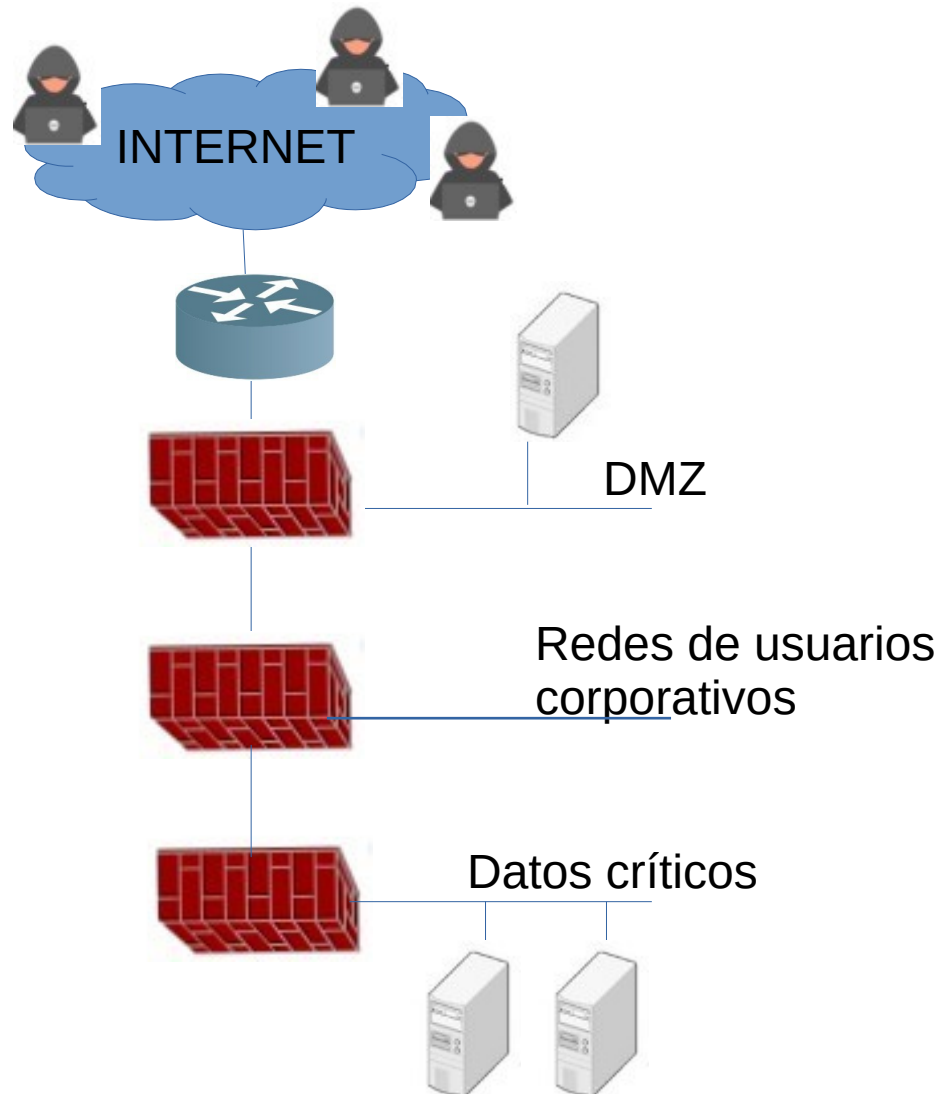 INTERNET
DMZ
Redes de usuarios
corporativos
Datos críticos